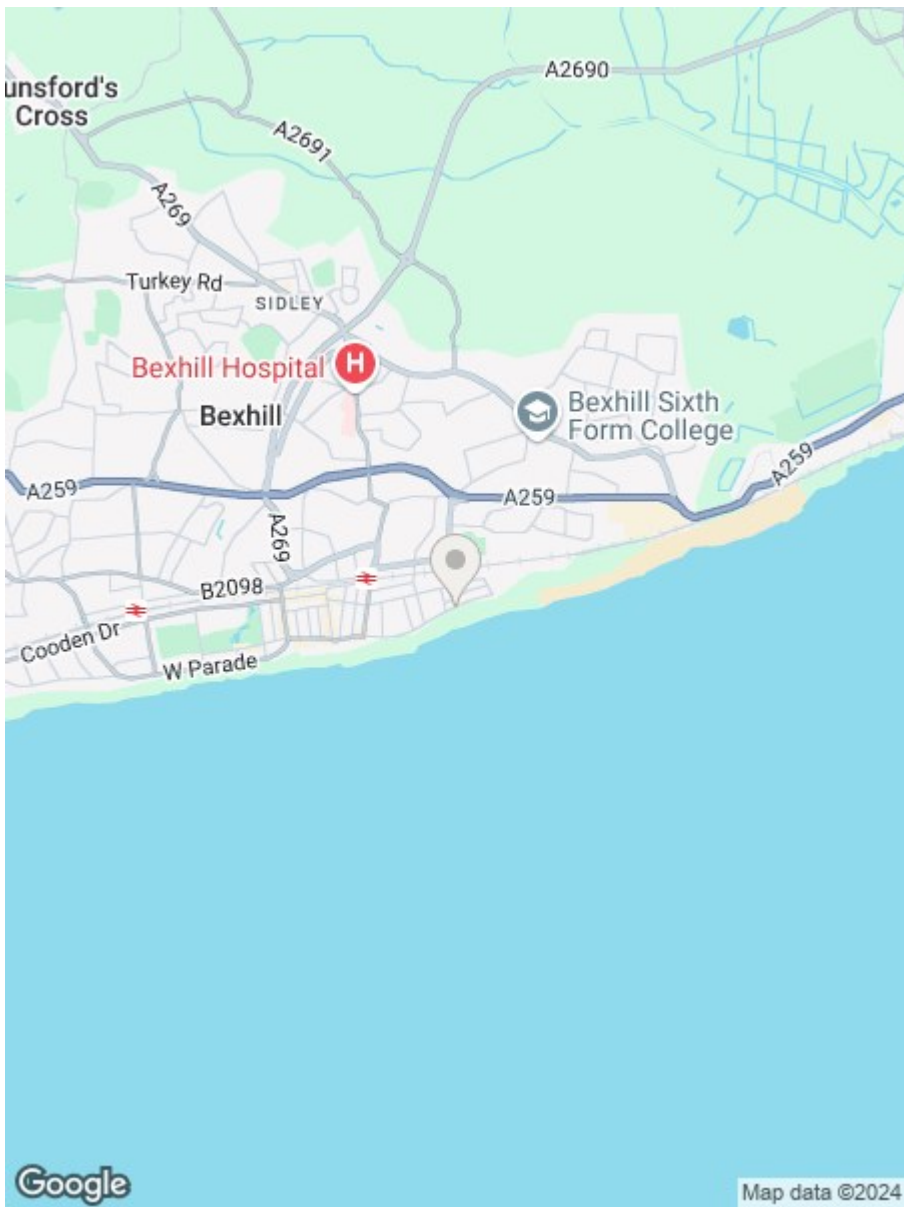 A2690
unsford's
Cross
A2691
A269
Turkey Rd
SIDLEY
Bexhill Hospital
H
Bexhill
Bexhill Sixth
Form College
A259
A259
A259
A269
B2098
Cooden Dr
W Parade
Google
Map data ©2024